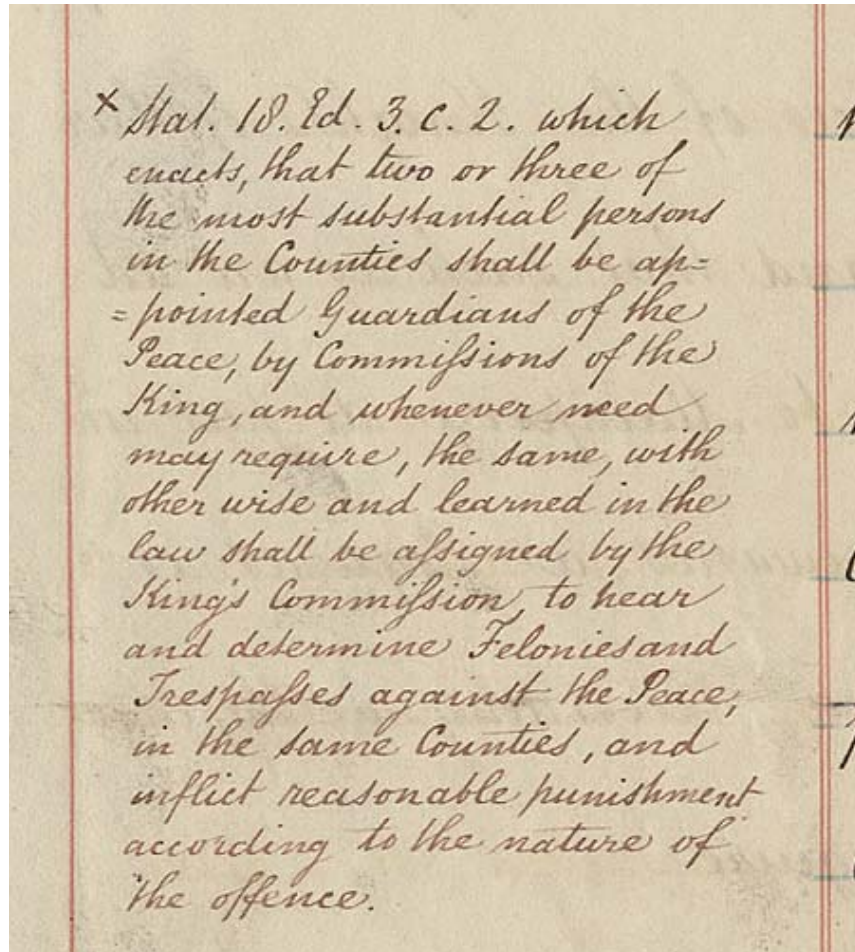 x Stat. 18. Ed. 3. C. 2. which
enacts, that two or three of
the most substantial persons
in the Counties shall be ap=
=pointed Guardians of the
Peace, by Commiſsions of the
King, and whenever need
may require, the same, with
other wise and learned in the
law shall be aſsigned by the
King's Commiſsion, to hear
and determine Felonies and
Trespaſses against the Peace,
in the same Counties, and
inflict reasonable punishment
according to the nature of
the offence.